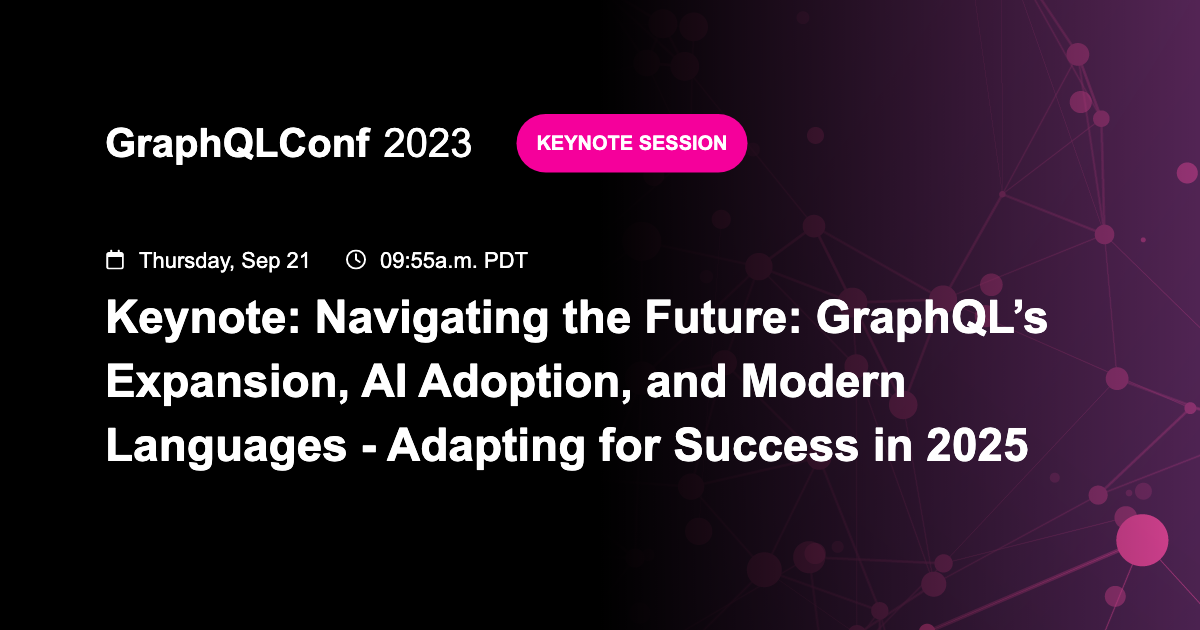 GraphQLConf 2023 KEYNOTE SESSION
Thursday, Sep 21 09:55a.m. PDT
Keynote: Navigating the Future: GraphQL’s
Expansion, AI Adoption, and Modern
Languages - Adapting for Success in 2025